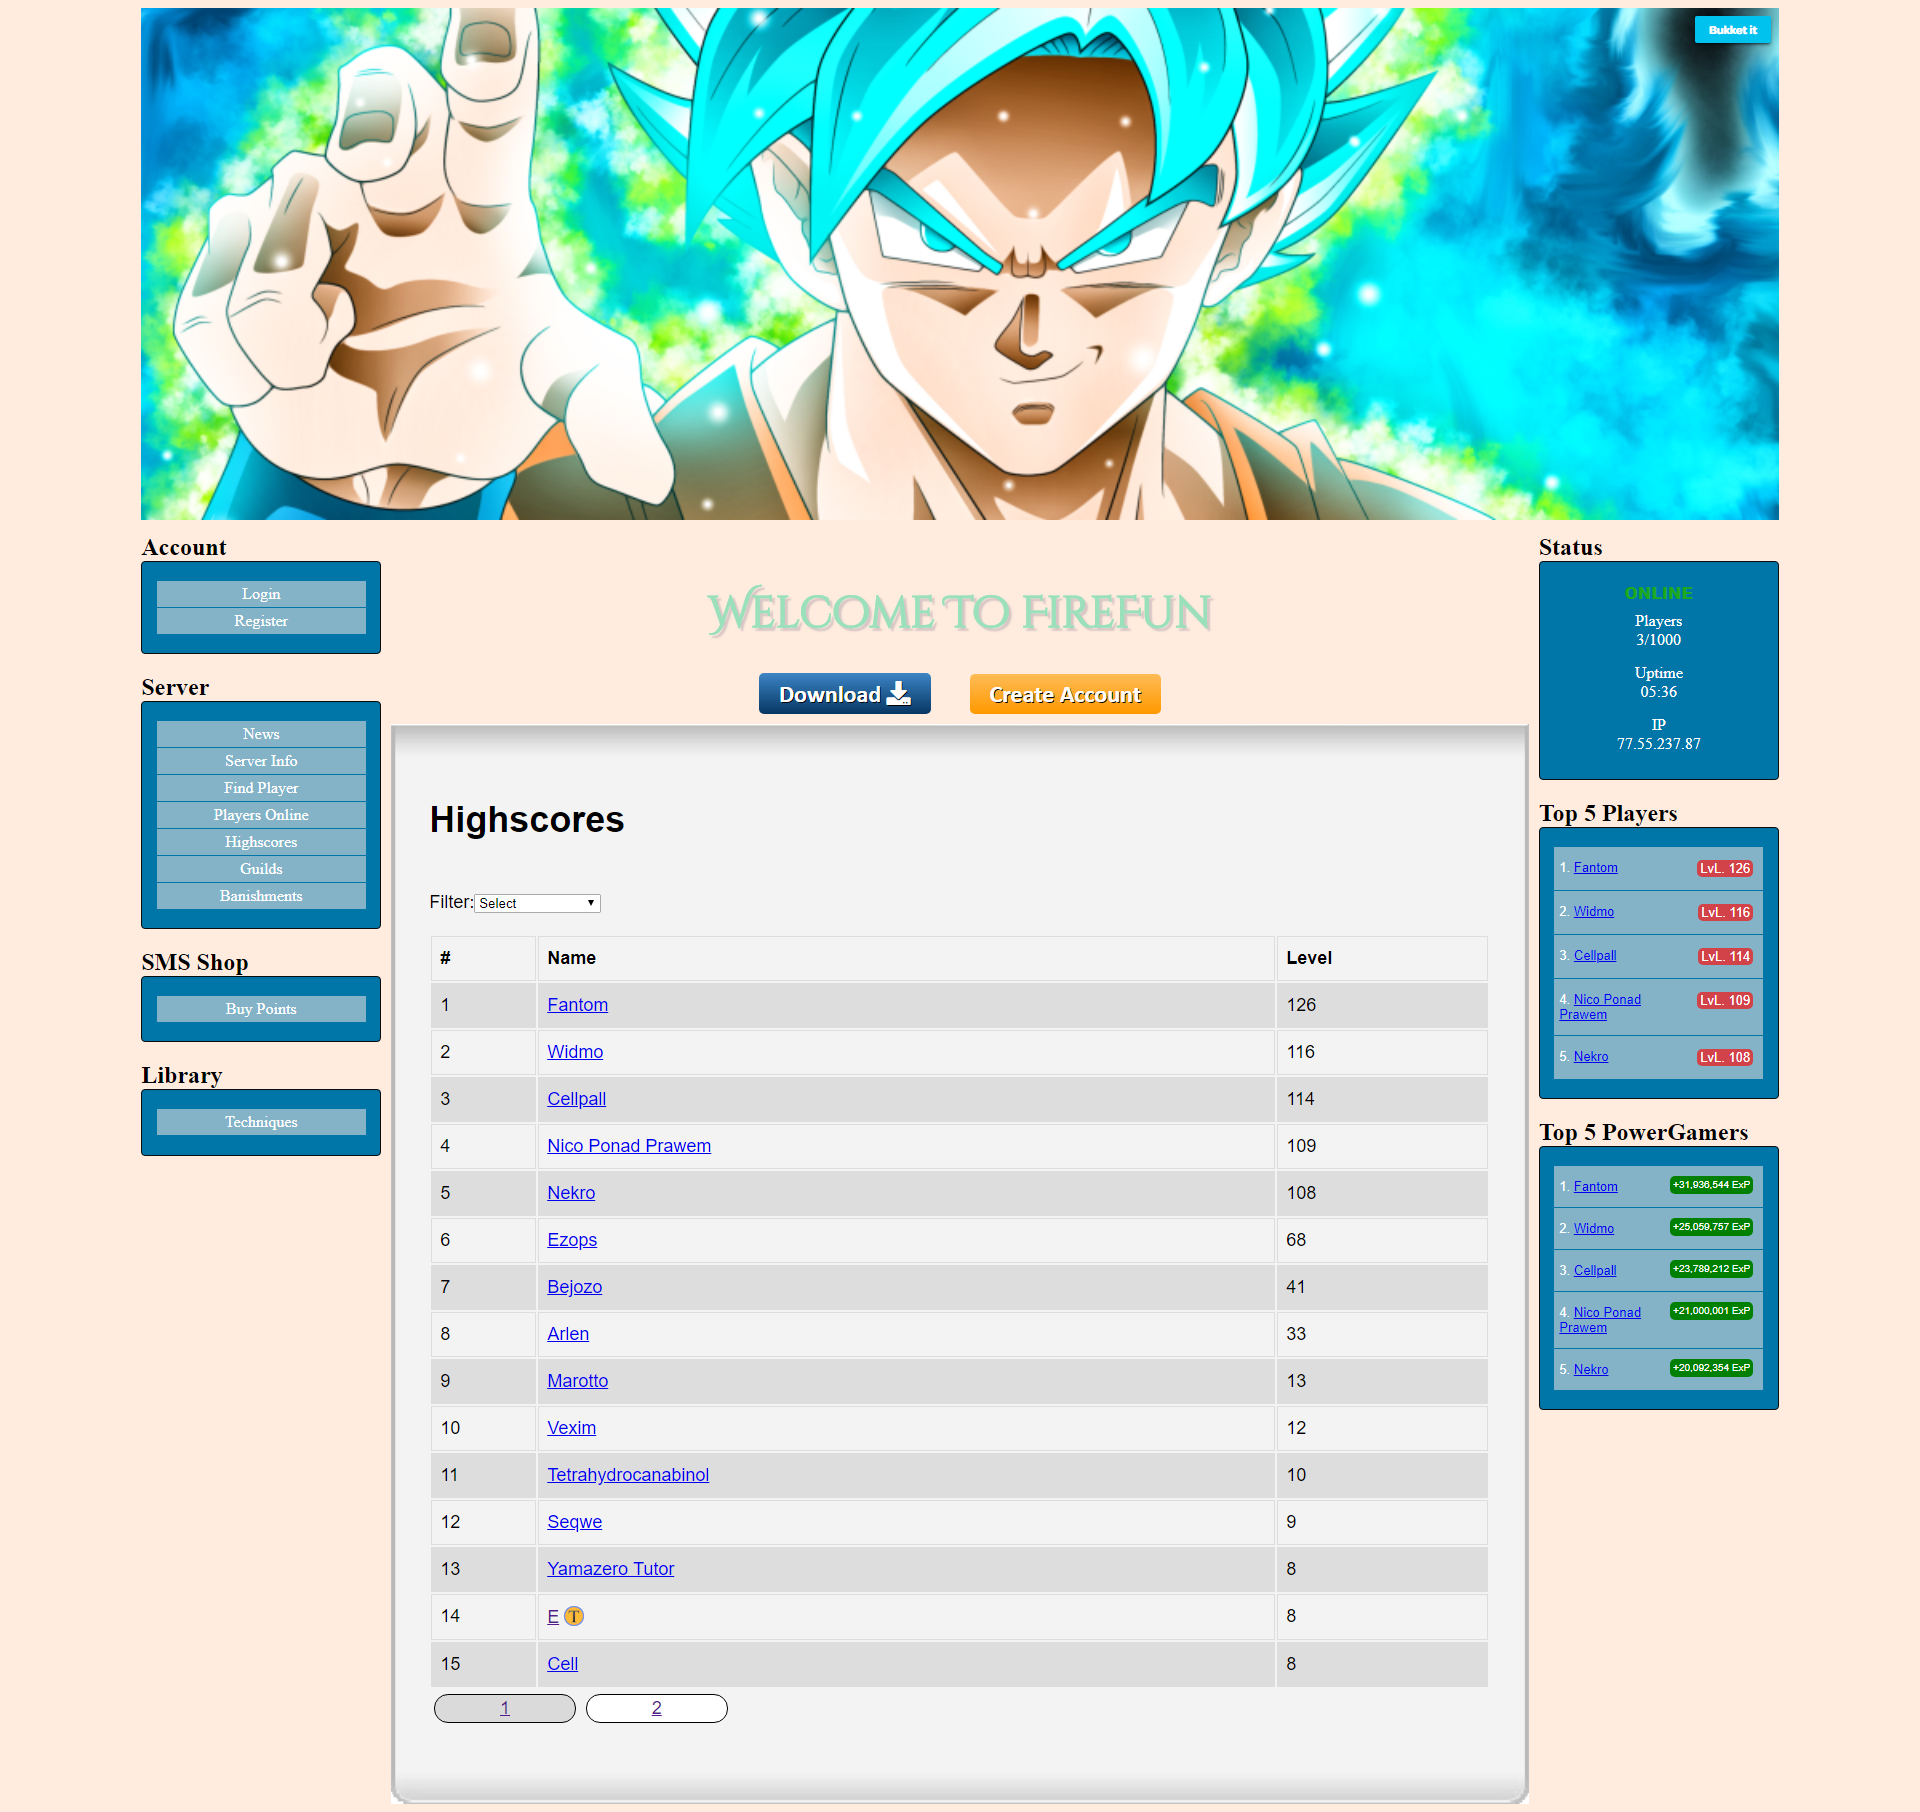 Bukket it
Account
Login
Register
Server
News
Server Info
Find Player
Players Online
Highscores
Guilds
Banishments
SMS Shop
Buy Points
Library
Techniques
Welcome To FireFun
Download
Create Account
Highscores
Filter: Select
# Name Level
1 Fantom 126
2 Widmo 116
3 Cellpall 114
4 Nico Ponad Prawem 109
5 Nekro 108
6 Ezops 68
7 Bejozo 41
8 Arlen 33
9 Marotto 13
10 Vexim 12
11 Tetrahydrocanabinol 10
12 Seqwe 9
13 Yamazero Tutor 8
14 E T 8
15 Cell 8
1 2
Status
ONLINE
Players
3/1000
Uptime
05:36
IP
77.55.237.87
Top 5 Players
1. Fantom LvL. 126
2. Widmo LvL. 116
3. Cellpall LvL. 114
4. Nico Ponad LvL. 109
Prawem
5. Nekro LvL. 108
Top 5 PowerGamers
1. Fantom +31,936,544 ExP
2. Widmo +25,059,757 ExP
3. Cellpall +23,789,212 ExP
4. Nico Ponad +21,000,001 ExP
Prawem
5. Nekro +20,092,354 ExP